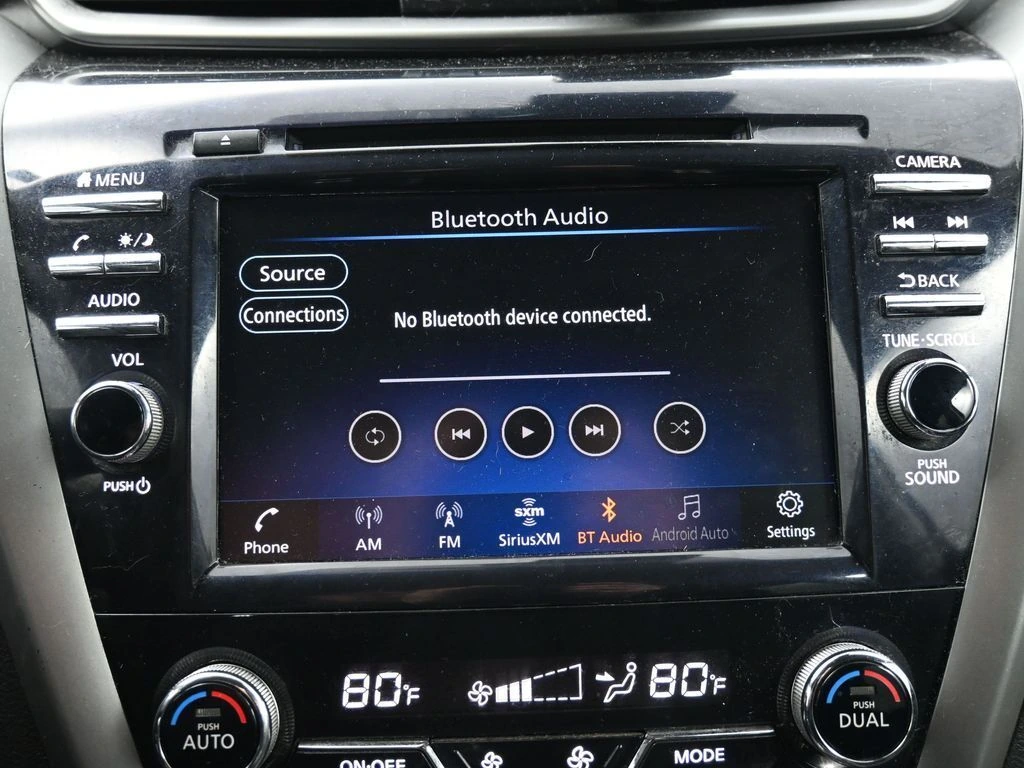 MENU
AUDIO
VOL
PUSH
CAMERA
BACK
TUNE·SCROLL
PUSH
SOUND
Bluetooth Audio
Source
Connections
No Bluetooth device connected.
Phone
AM
FM
sxm
SiriusXM
BT Audio
Android Auto
Settings
80°F
80°F
PUSH
AUTO
ON·OFF
MODE
PUSH
DUAL